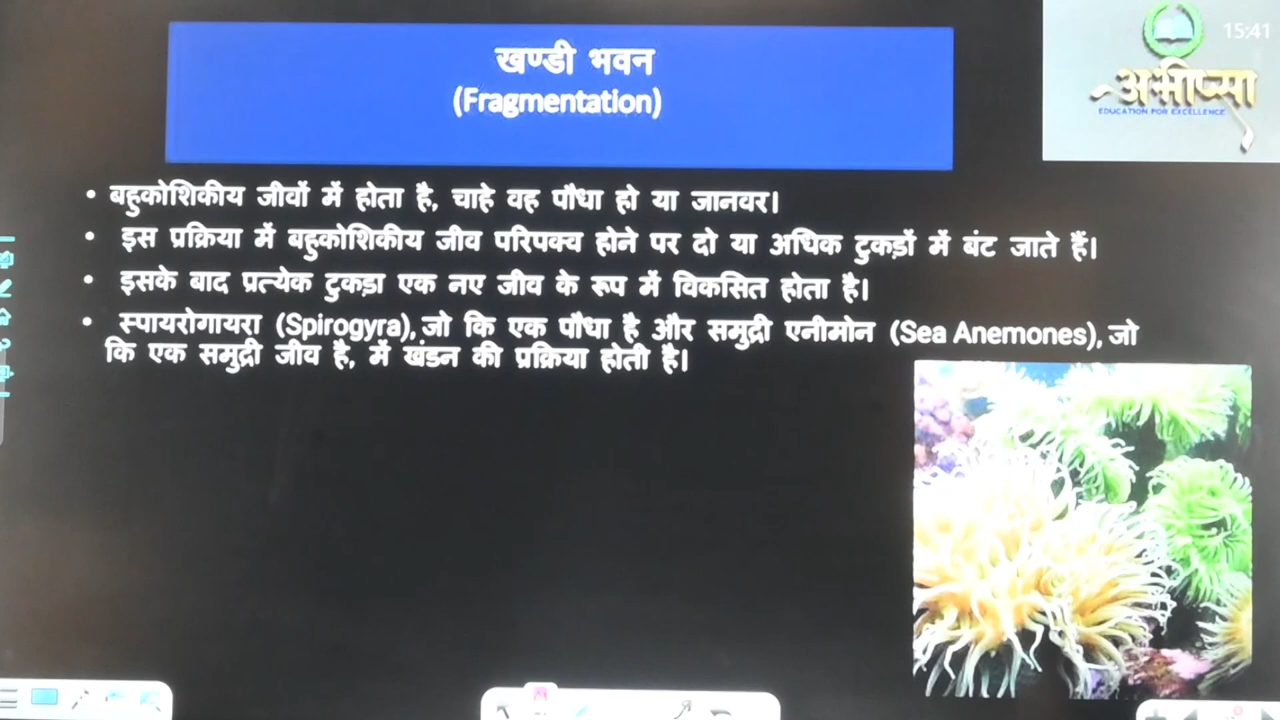 खण्डी भवन
(Fragmentation)
15:41
अभीप्सा
EDUCATION FOR EXCELLENCE
• बहुकोशिकीय जीवों में होता है, चाहे वह पौधा हो या जानवर।
• इस प्रक्रिया में बहुकोशिकीय जीव परिपक्व होने पर दो या अधिक टुकड़ों में बंट जाते हैं।
• इसके बाद प्रत्येक टुकड़ा एक नए जीव के रूप में विकसित होता है।
• स्पायरोगायरा (Spirogyra), जो कि एक पौधा है और समुद्री एनीमोन (Sea Anemones), जो
कि एक समुद्री जीव है, में खंडन की प्रक्रिया होती है।